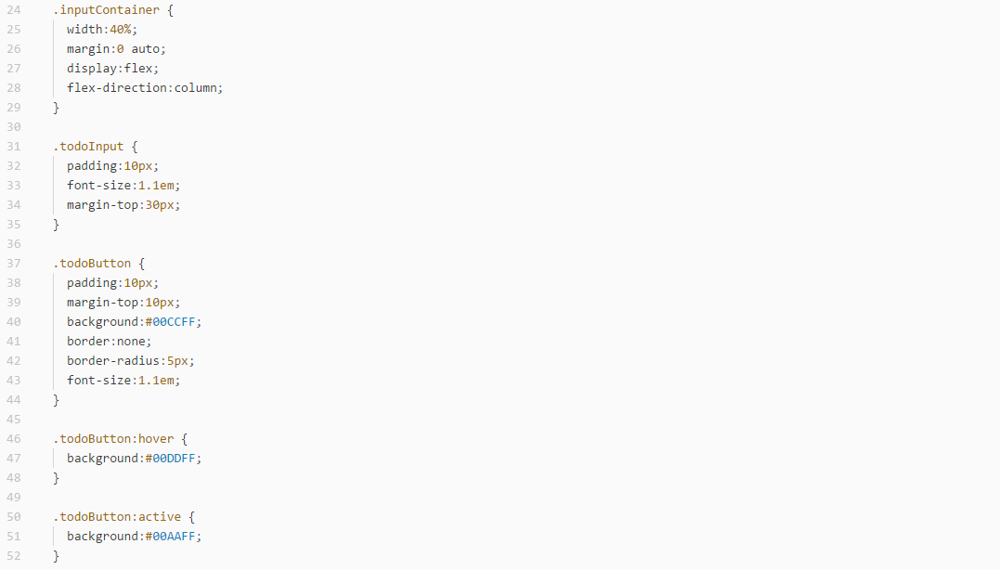 24 .inputContainer {
25 width:40%;
26 margin:0 auto;
27 display:flex;
28 flex-direction:column;
29 }
30
31 .todoInput {
32 padding:10px;
33 font-size:1.1em;
34 margin-top:30px;
35 }
36
37 .todoButton {
38 padding:10px;
39 margin-top:10px;
40 background:#00CCFF;
41 border:none;
42 border-radius:5px;
43 font-size:1.1em;
44 }
45
46 .todoButton:hover {
47 background:#00DDFF;
48 }
49
50 .todoButton:active {
51 background:#00AAFF;
52 }